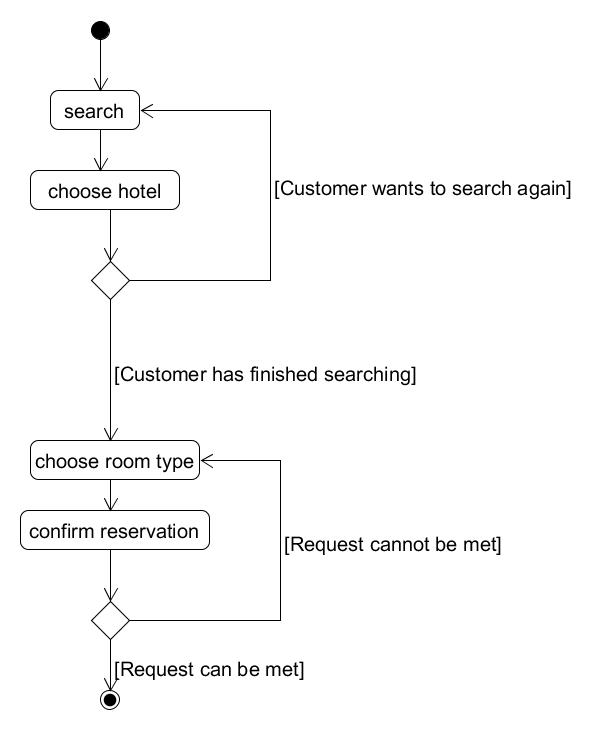 search
choose hotel
[Customer wants to search again]
[Customer has finished searching]
choose room type
confirm reservation
[Request cannot be met]
[Request can be met]